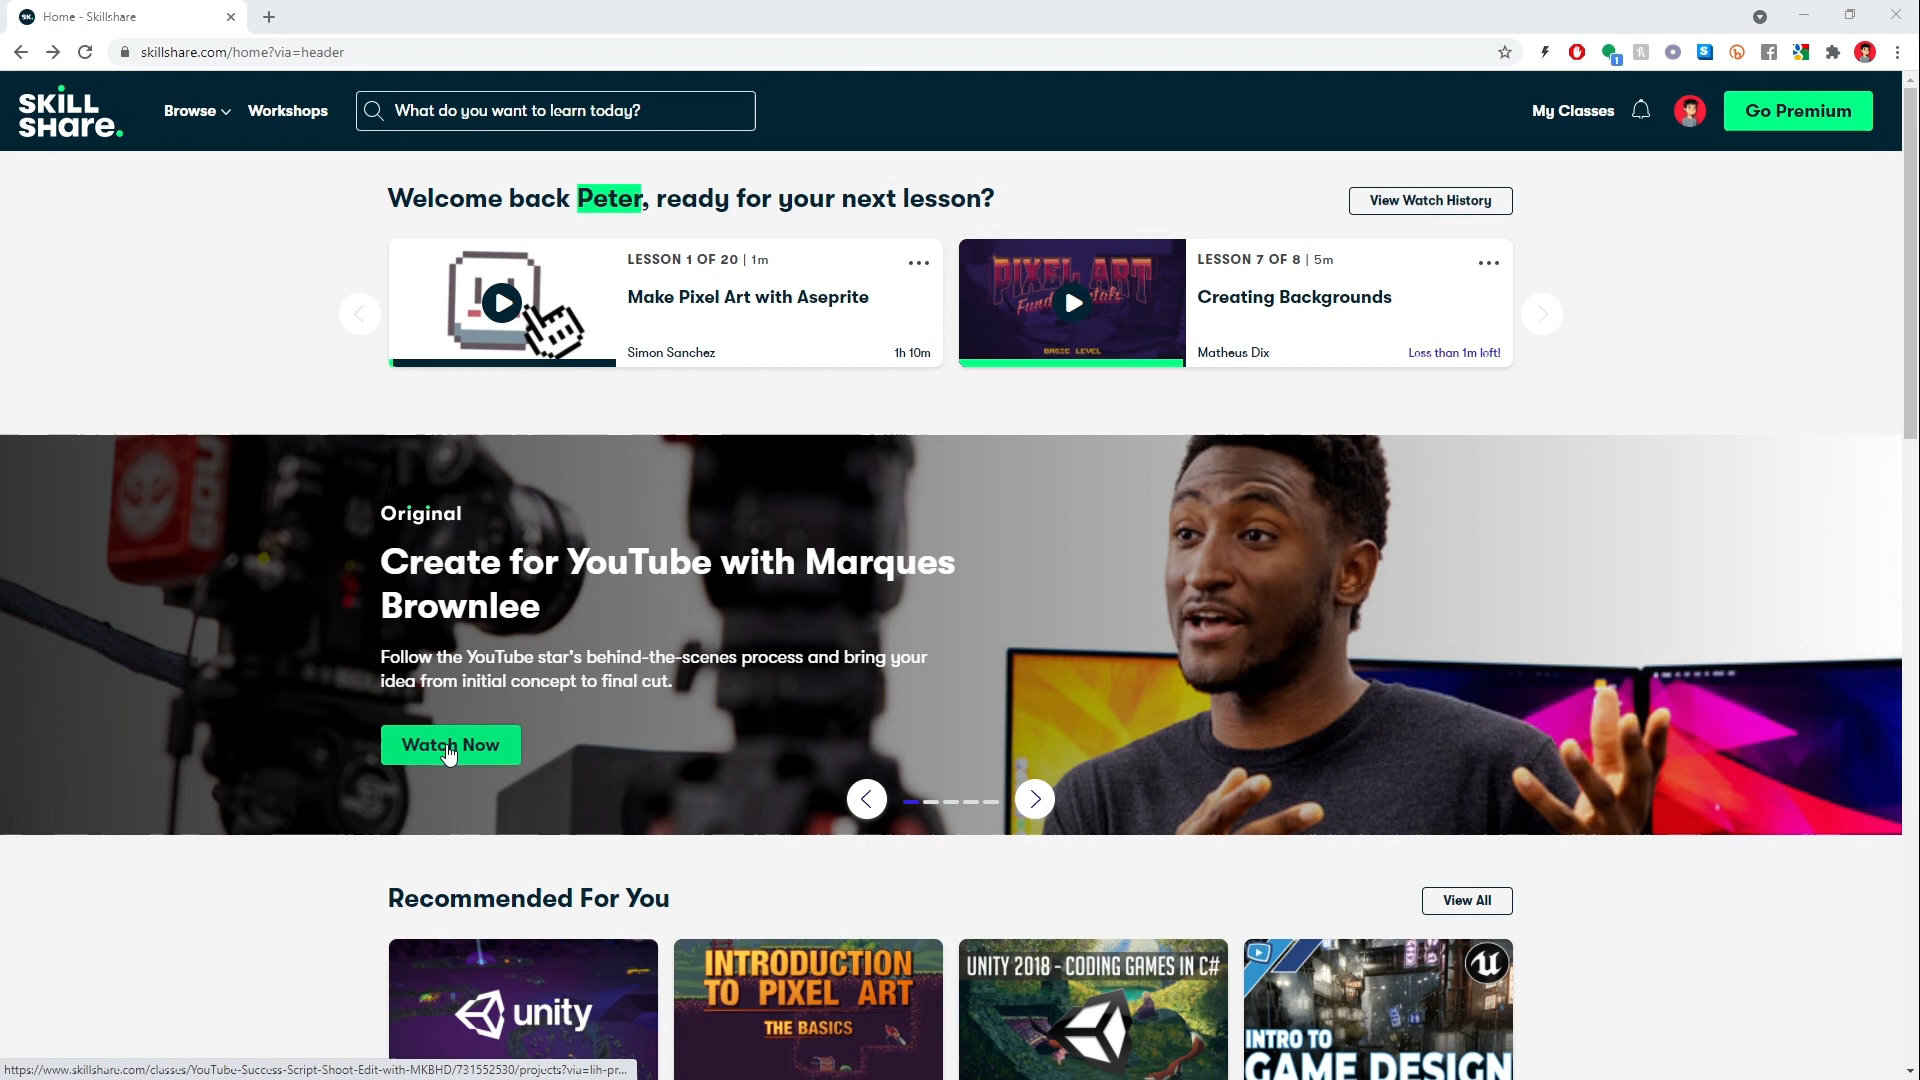 Home - Skillshare
skillshare.com/home?via=header
SKILL
SHare.
Browse
Workshops
What do you want to learn today?
My Classes
Go Premium
Welcome back Peter, ready for your next lesson?
View Watch History
LESSON 1 OF 20 | 1m
Make Pixel Art with Aseprite
Simon Sanchez
1h 10m
PIXEL ART
BASIC LEVEL
LESSON 7 OF 8 | 5m
Creating Backgrounds
Matheus Dix
Less than 1m left!
Original
Create for YouTube with Marques
Brownlee
Follow the YouTube star's behind-the-scenes process and bring your
idea from initial concept to final cut.
Watch Now
Recommended For You
View All
unity
INTRODUCTION
TO PIXEL ART
THE BASICS
UNITY 2018 - CODING GAMES IN C#
INTRO TO
GAME DESIGN
https://www.skillshare.com/classes/YouTube-Success-Script-Shoot-Edit-with-MKBHD/731552530/projects?via=lih-pr...